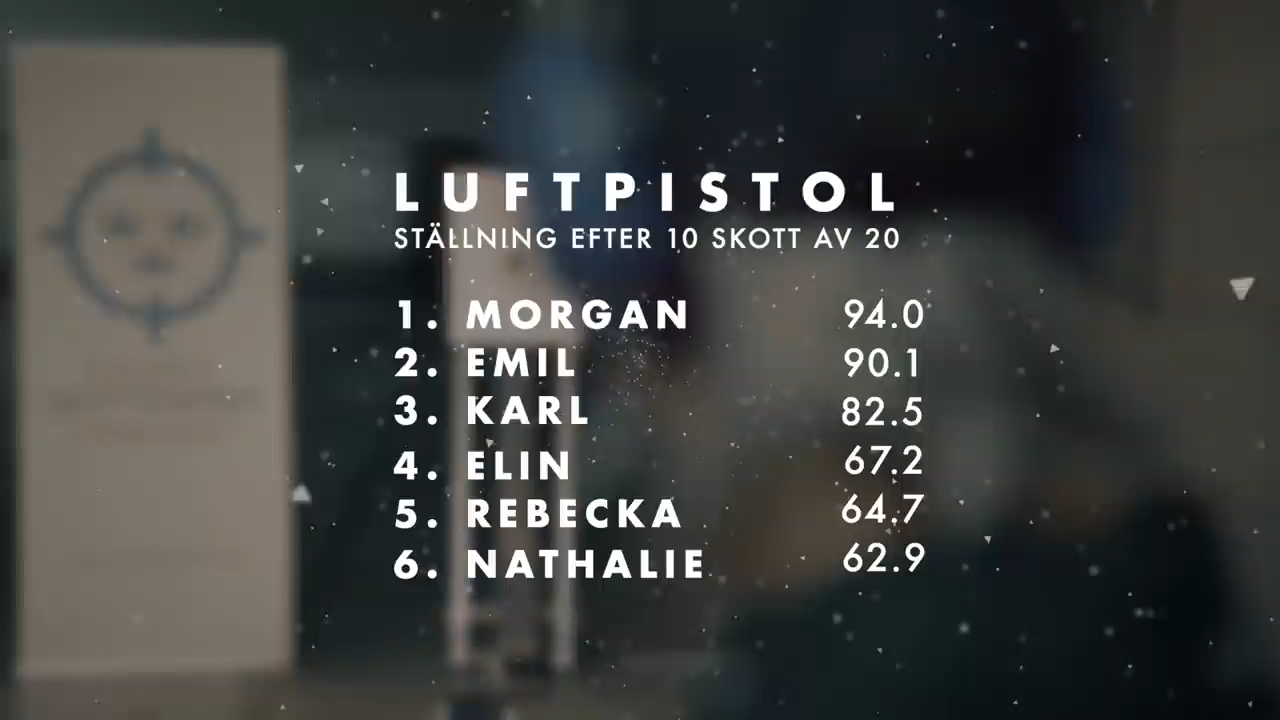 LUFTPISTOL
STÄLLNING EFTER 10 SKOTT AV 20
1. MORGAN 94.0
2. EMIL 90.1
3. KARL 82.5
4. ELIN 67.2
5. REBECKA 64.7
6. NATHALIE 62.9